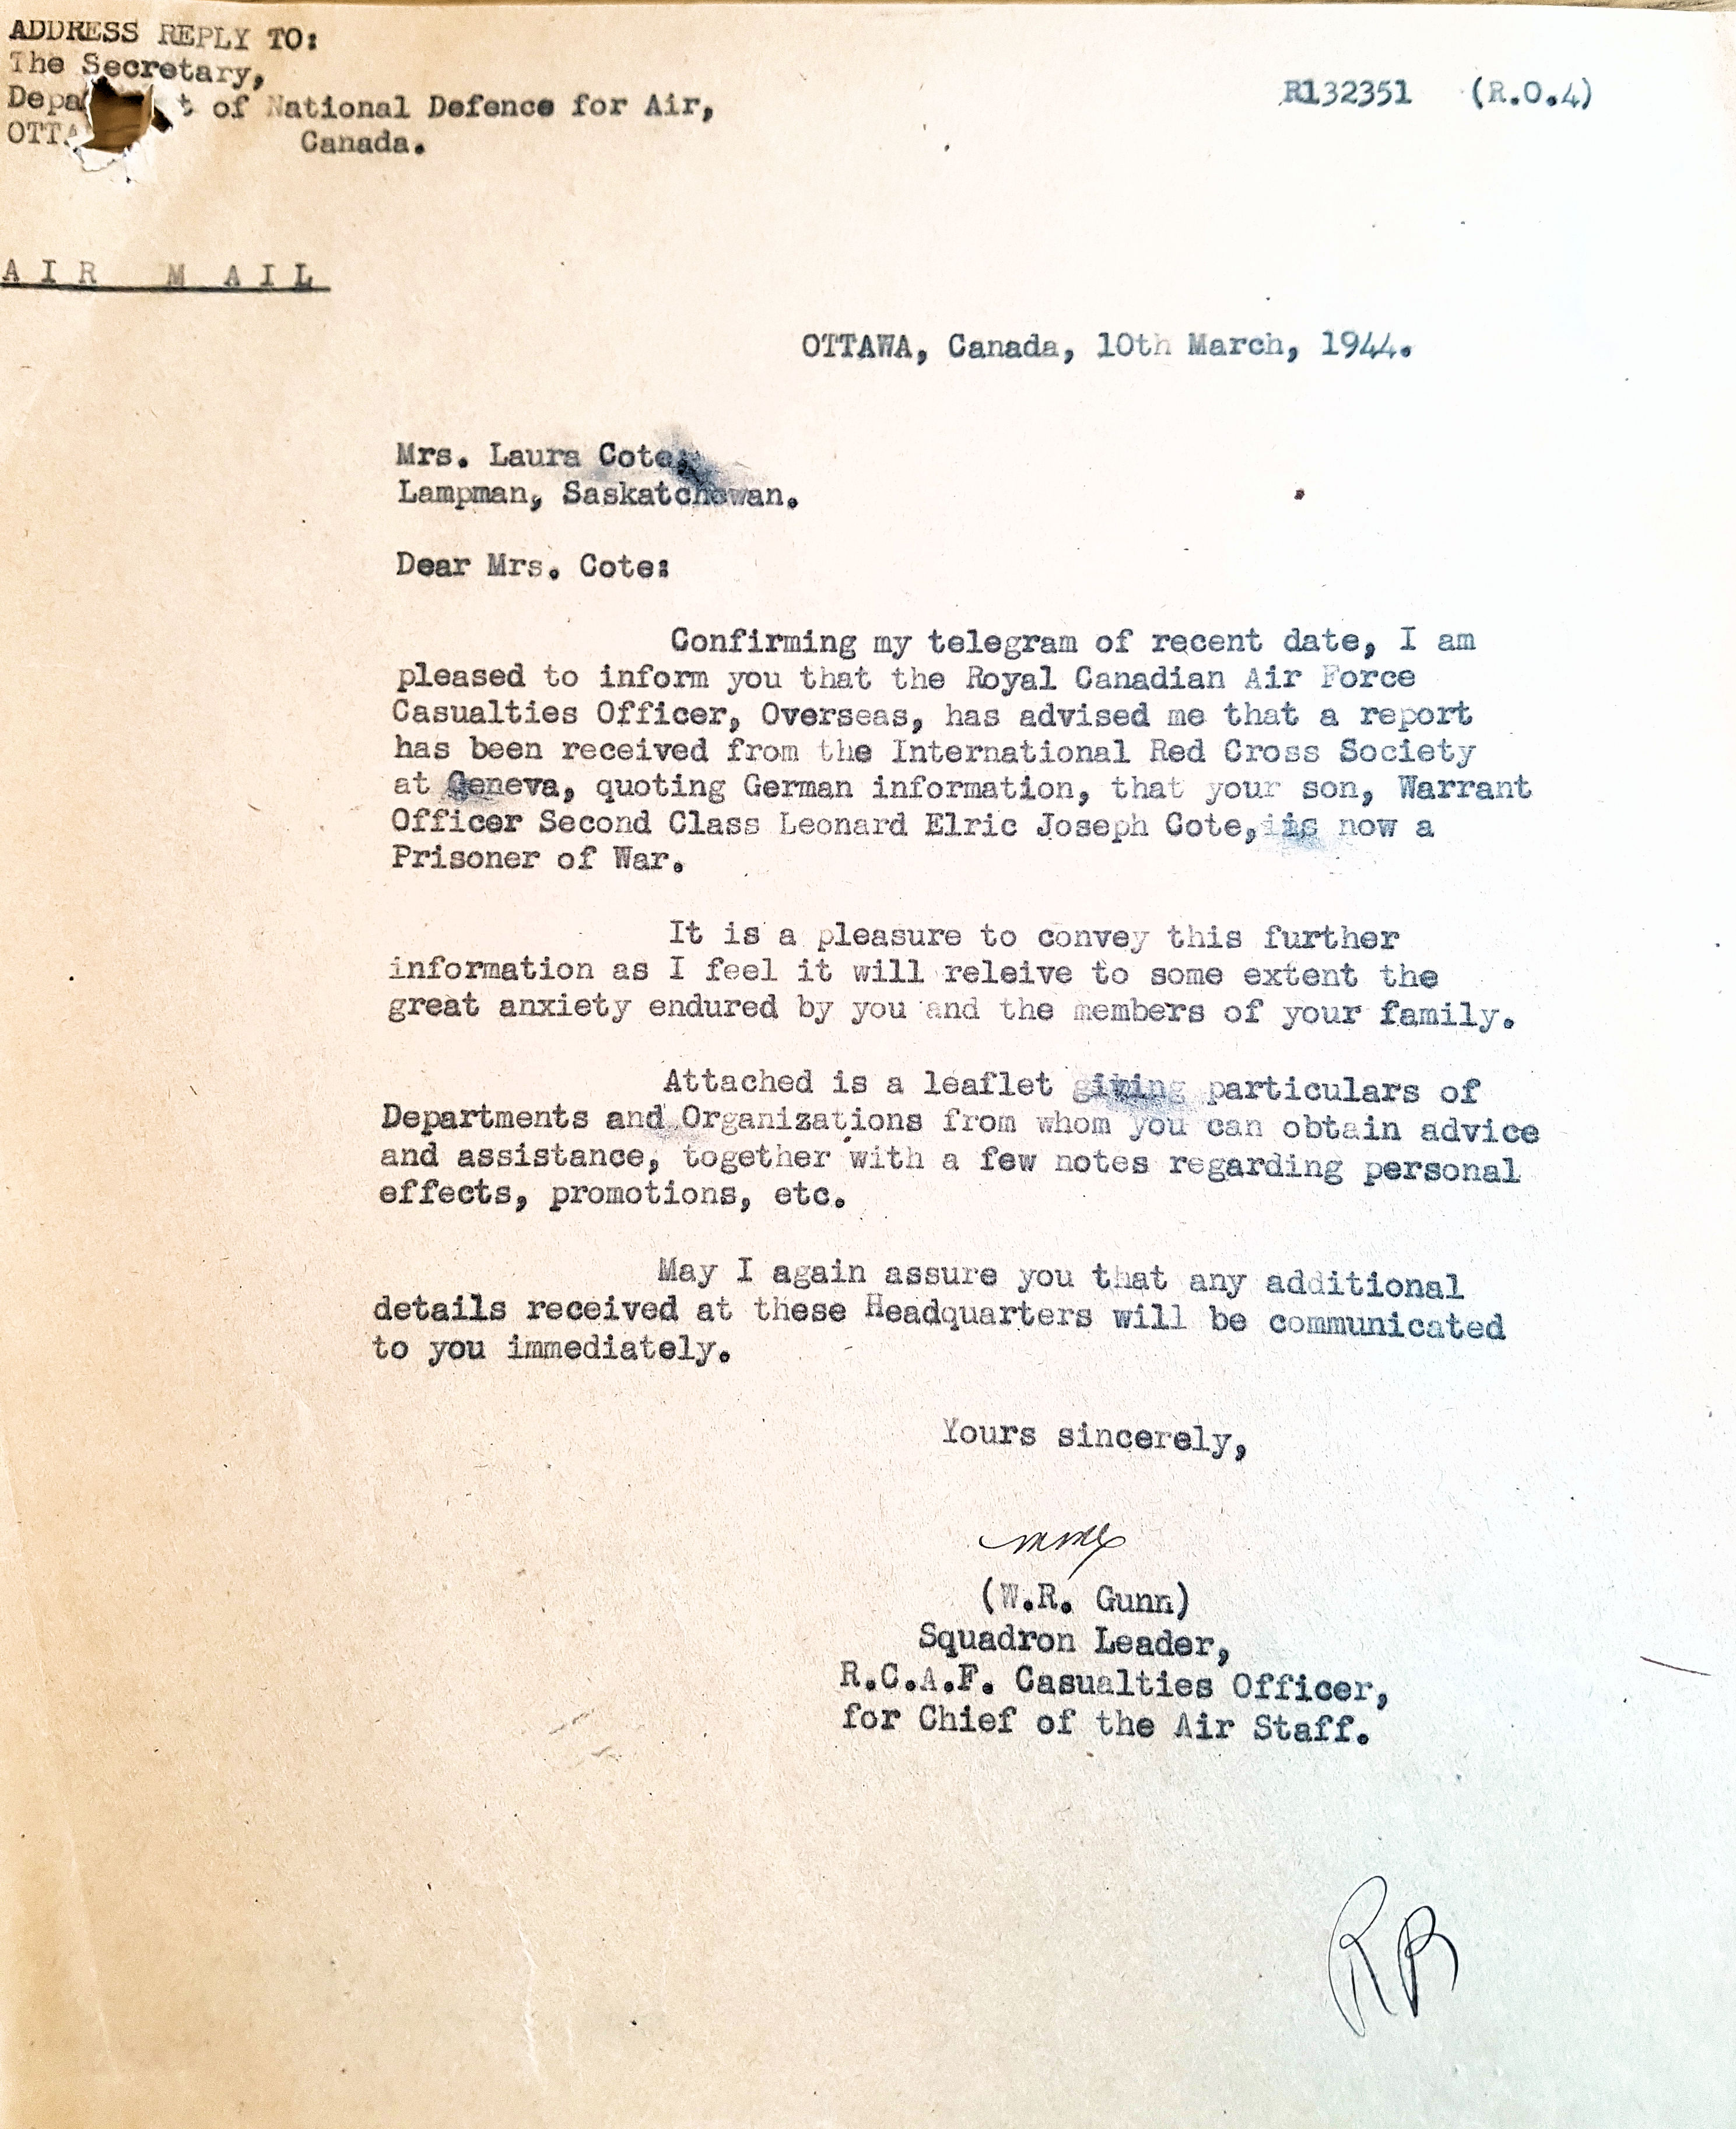 ADDRESS REPLY TO:
The Secretary,
Depa t of National Defence for Air,
OTTA
Canada.
R132351 (R.O.4)
AIR MAIL
OTTAWA, Canada, 10th March, 1944.
Mrs. Laura Cote,
Lampman, Saskatchewan.
Dear Mrs. Cote:
Confirming my telegram of recent date, I am
pleased to inform you that the Royal Canadian Air Force
Casualties Officer, Overseas, has advised me that a report
has been received from the International Red Cross Society
at Geneva, quoting German information, that your son, Warrant
Officer Second Class Leonard Elric Joseph Cote, is now a
Prisoner of War.
It is a pleasure to convey this further
information as I feel it will releive to some extent the
great anxiety endured by you and the members of your family.
Attached is a leaflet giving particulars of
Departments and Organizations from whom you can obtain advice
and assistance, together with a few notes regarding personal
effects, promotions, etc.
May I again assure you that any additional
details received at these Headquarters will be communicated
to you immediately.
Yours sincerely,
(W.R. Gunn)
Squadron Leader,
R.C.A.F. Casualties Officer,
for Chief of the Air Staff.
RB